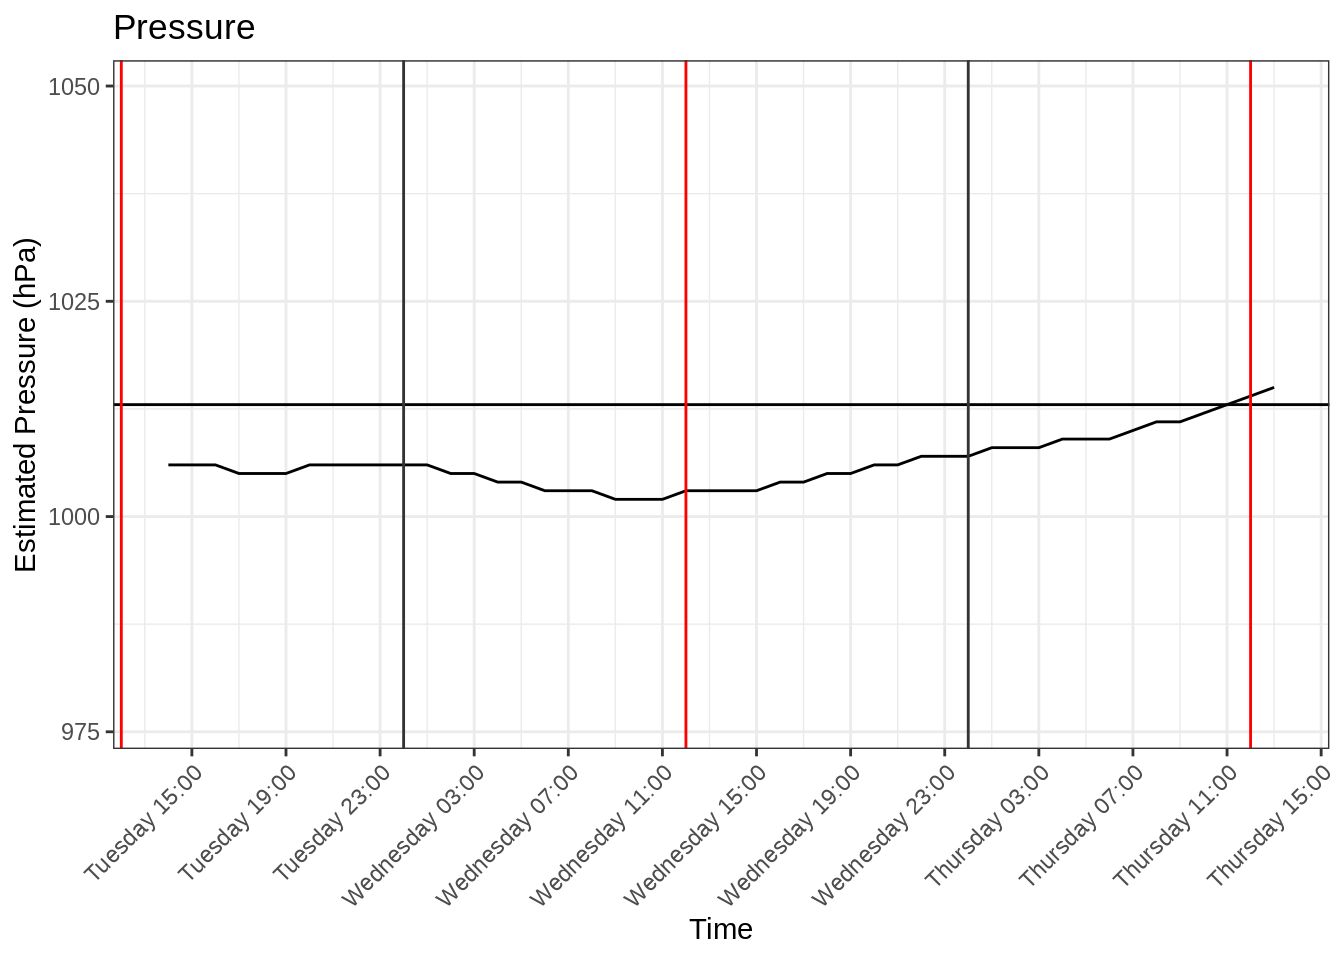 Pressure
Estimated Pressure (hPa)
1050
1025
1000
975
Tuesday 15:00
Tuesday 19:00
Tuesday 23:00
Wednesday 03:00
Wednesday 07:00
Wednesday 11:00
Wednesday 15:00
Wednesday 19:00
Wednesday 23:00
Thursday 03:00
Thursday 07:00
Thursday 11:00
Thursday 15:00
Time